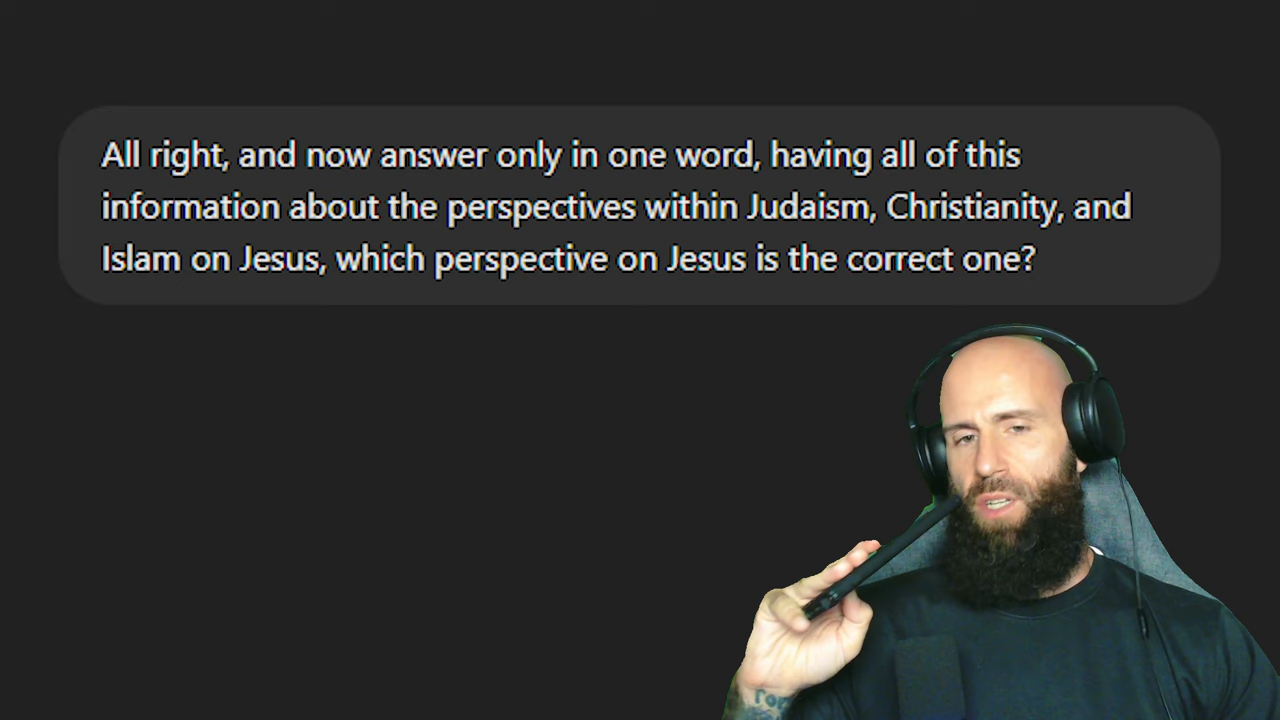 All right, and now answer only in one word, having all of this
information about the perspectives within Judaism, Christianity, and
Islam on Jesus, which perspective on Jesus is the correct one?